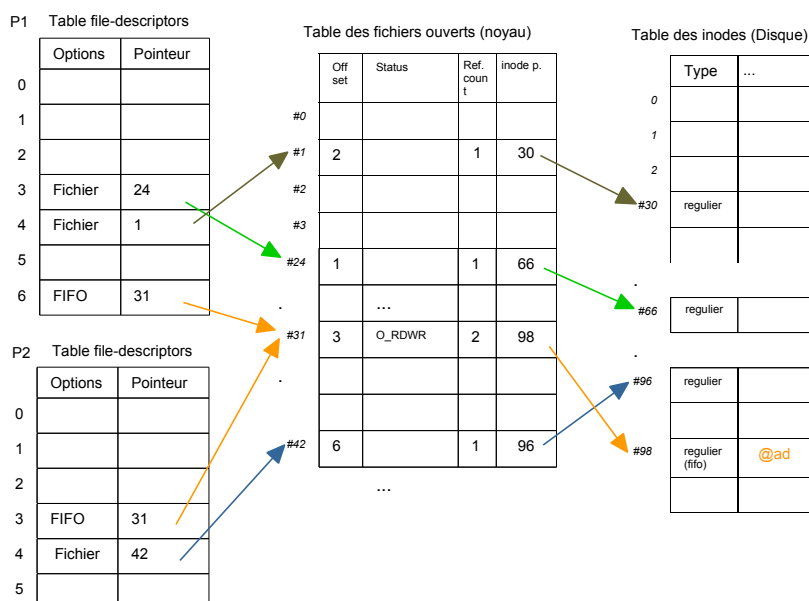 P1 Table file-descriptors
Options Pointeur
0
1
2
3 Fichier 24
4 Fichier 1
5
6 FIFO 31
P2 Table file-descriptors
Options Pointeur
0
1
2
3 FIFO 31
4 Fichier 42
5
Table des fichiers ouverts (noyau)
Off
set
Status
Ref.
coun
t
inode p.
#0
#1 2 1 30
#2
#3
#24 1 1 66
. ...
#31 3 O_RDWR 2 98
.
#42 6 1 96
...
Table des inodes (Disque)
Type ...
0
1
2
#30 regulier
.
#66 regulier
.
#96 regulier
#98 regulier
(fifo)
@ad